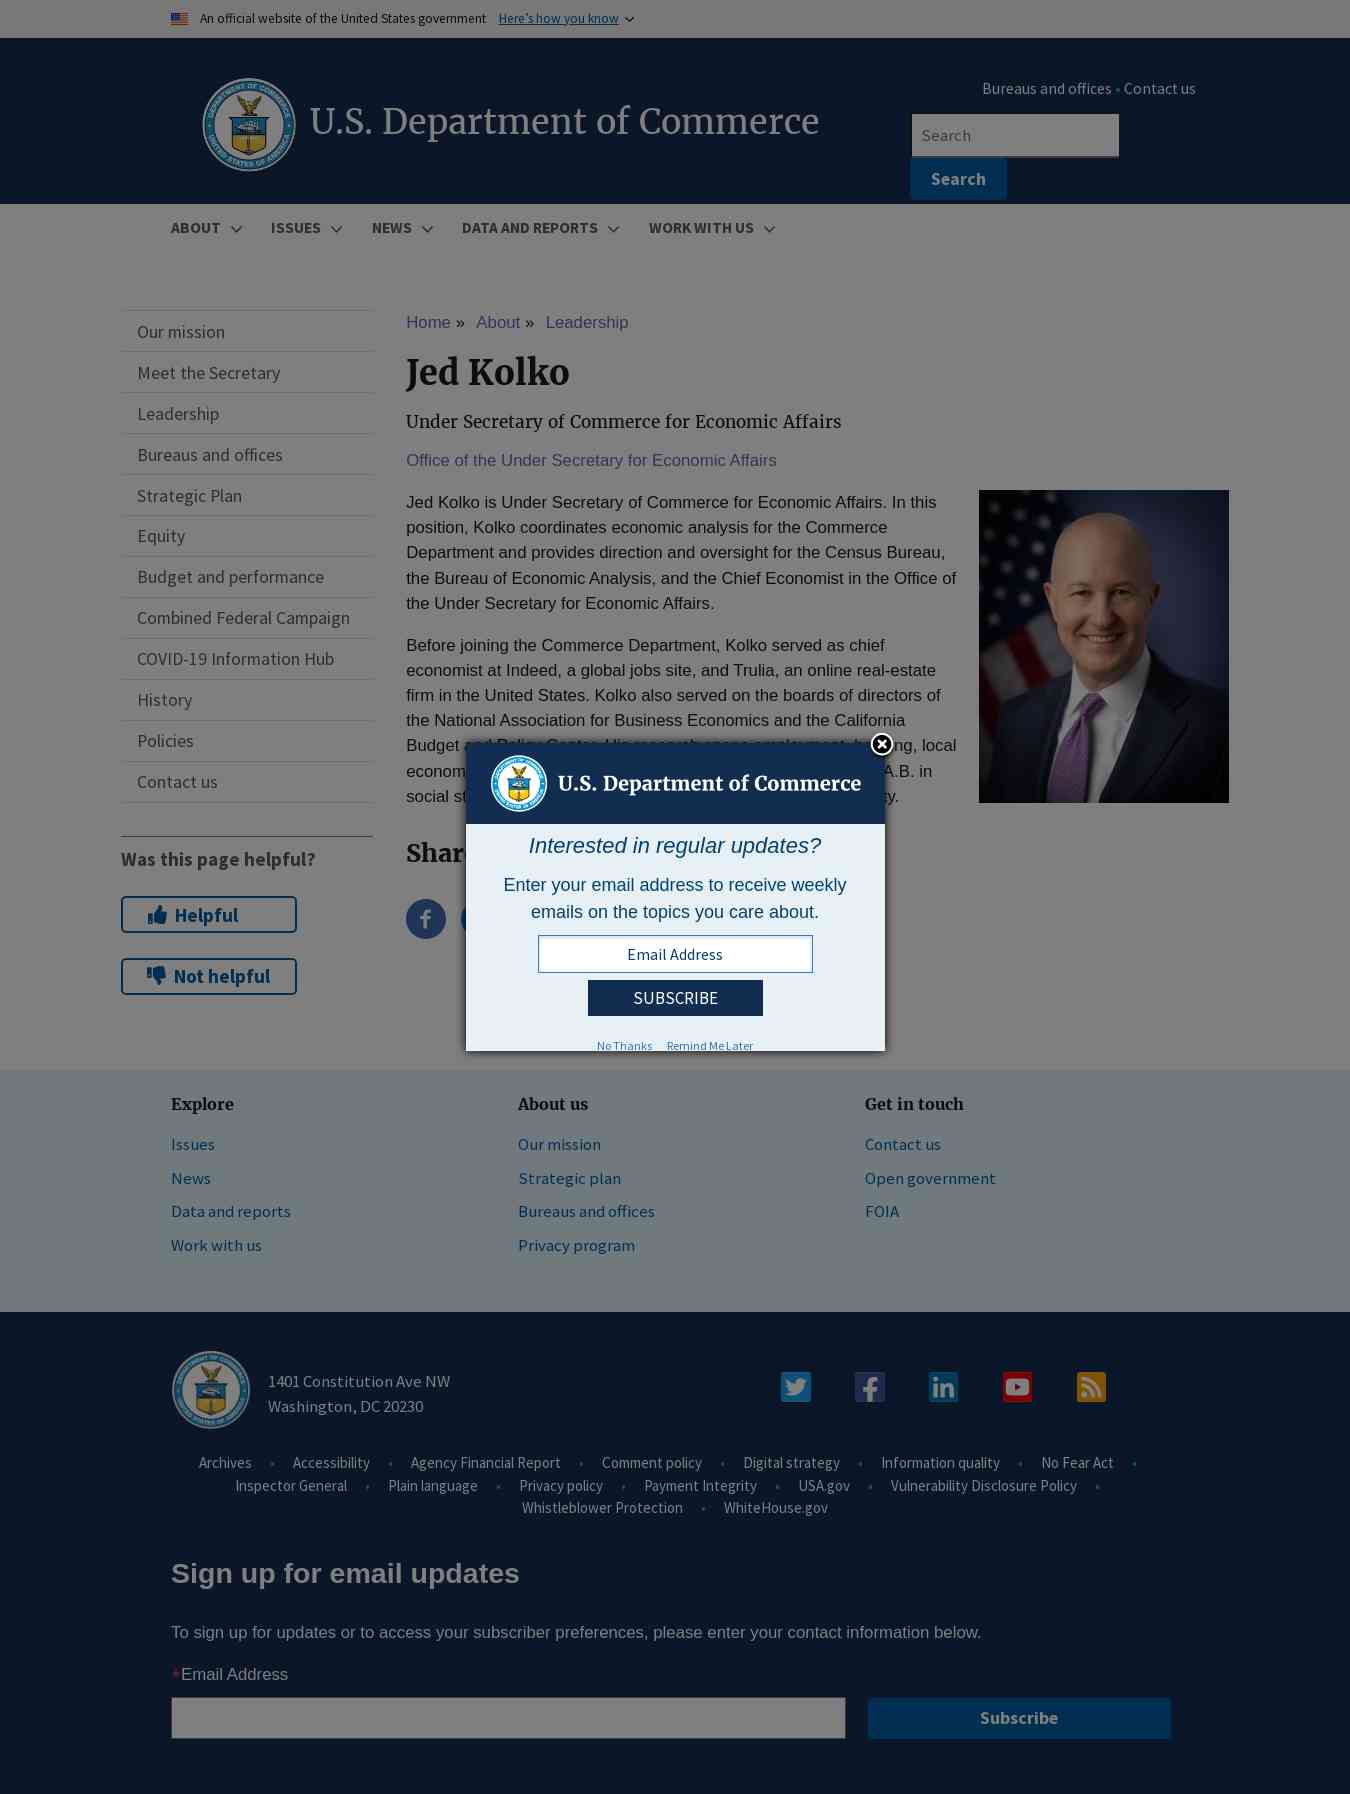 An official website of the United States government Here's how you know
U.S. Department of Commerce
Bureaus and offices • Contact us
Search
Search
ABOUT ISSUES NEWS DATA AND REPORTS WORK WITH US
Our mission
Meet the Secretary
Leadership
Bureaus and offices
Strategic Plan
Equity
Budget and performance
Combined Federal Campaign
COVID-19 Information Hub
History
Policies
Contact us
Was this page helpful?
Helpful
Not helpful
Home » About » Leadership
Jed Kolko
Under Secretary of Commerce for Economic Affairs
Office of the Under Secretary for Economic Affairs
Jed Kolko is Under Secretary of Commerce for Economic Affairs. In this
position, Kolko coordinates economic analysis for the Commerce
Department and provides direction and oversight for the Census Bureau,
the Bureau of Economic Analysis, and the Chief Economist in the Office of
the Under Secretary for Economic Affairs.
Before joining the Commerce Department, Kolko served as chief
economist at Indeed, a global jobs site, and Trulia, an online real-estate
firm in the United States. Kolko also served on the boards of directors of
the National Association for Business Economics and the California
Budget local
A.B. in
social
U.S. Department of Commerce
Interested in regular updates?
Enter your email address to receive weekly
emails on the topics you care about.
Email Address
SUBSCRIBE
No Thanks Remind Me Later
Explore
Issues
News
Data and reports
Work with us
About us
Our mission
Strategic plan
Bureaus and offices
Privacy program
Get in touch
Contact us
Open government
FOIA
1401 Constitution Ave NW
Washington, DC 20230
Archives • Accessibility • Agency Financial Report • Comment policy • Digital strategy • Information quality • No Fear Act •
Inspector General • Plain language • Privacy policy • Payment Integrity • USA.gov • Vulnerability Disclosure Policy •
Whistleblower Protection • WhiteHouse.gov
Sign up for email updates
To sign up for updates or to access your subscriber preferences, please enter your contact information below.
*Email Address
Subscribe